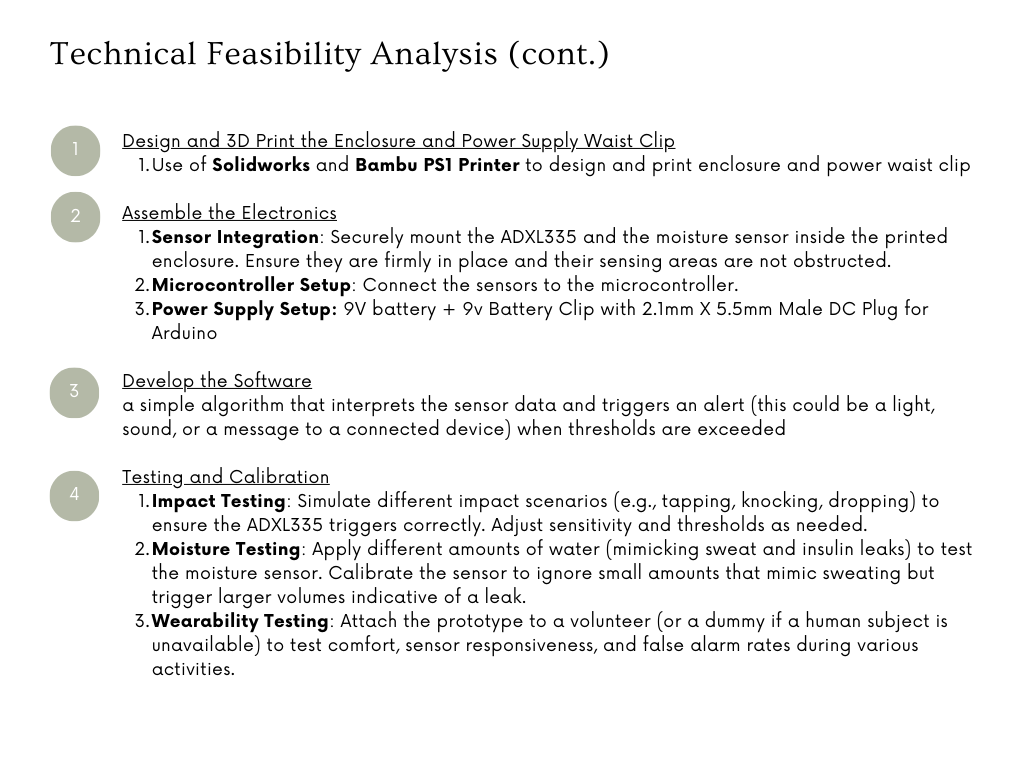 Technical Feasibility Analysis (cont.)
1
Design and 3D Print the Enclosure and Power Supply Waist Clip
1. Use of Solidworks and Bambu PS1 Printer to design and print enclosure and power waist clip
2
Assemble the Electronics
1. Sensor Integration: Securely mount the ADXL335 and the moisture sensor inside the printed
enclosure. Ensure they are firmly in place and their sensing areas are not obstructed.
2. Microcontroller Setup: Connect the sensors to the microcontroller.
3. Power Supply Setup: 9V battery + 9v Battery Clip with 2.1mm X 5.5mm Male DC Plug for
Arduino
3
Develop the Software
a simple algorithm that interprets the sensor data and triggers an alert (this could be a light,
sound, or a message to a connected device) when thresholds are exceeded
4
Testing and Calibration
1. Impact Testing: Simulate different impact scenarios (e.g., tapping, knocking, dropping) to
ensure the ADXL335 triggers correctly. Adjust sensitivity and thresholds as needed.
2. Moisture Testing: Apply different amounts of water (mimicking sweat and insulin leaks) to test
the moisture sensor. Calibrate the sensor to ignore small amounts that mimic sweating but
trigger larger volumes indicative of a leak.
3. Wearability Testing: Attach the prototype to a volunteer (or a dummy if a human subject is
unavailable) to test comfort, sensor responsiveness, and false alarm rates during various
activities.